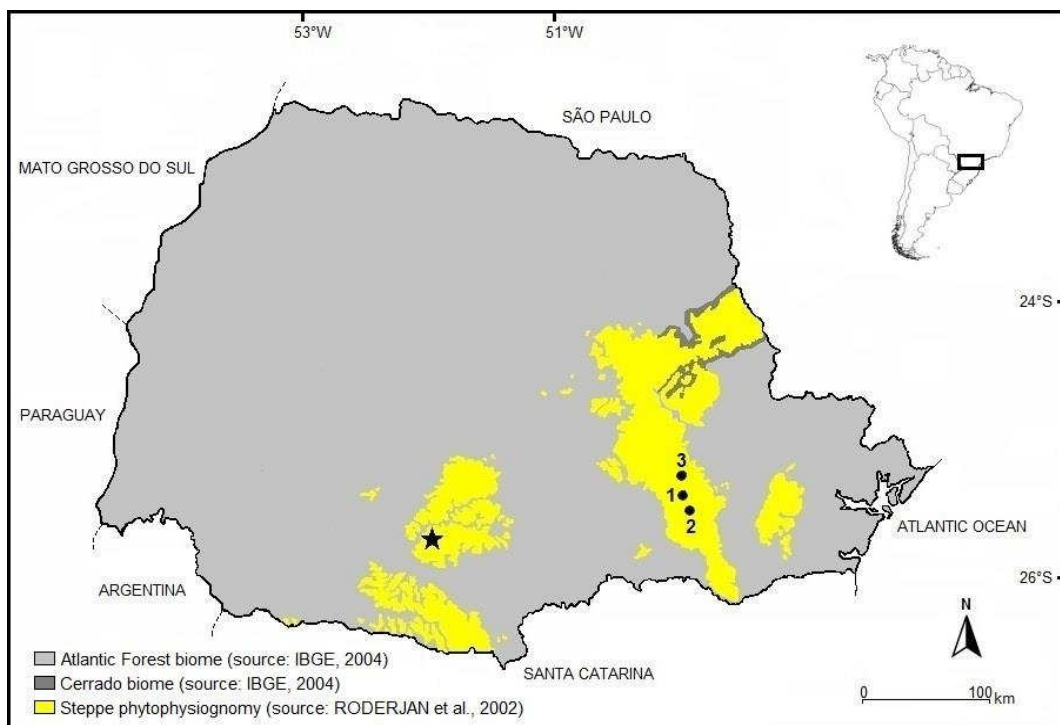 53°W
51°W
SÃO PAULO
MATO GROSSO DO SUL
24°S
PARAGUAY
3
1
2
ATLANTIC OCEAN
26°S
ARGENTINA
N
SANTA CATARINA
Atlantic Forest biome (source: IBGE, 2004)
Cerrado biome (source: IBGE, 2004)
Steppe phytophysiognomy (source: RODERJAN et al., 2002)
0 100 km